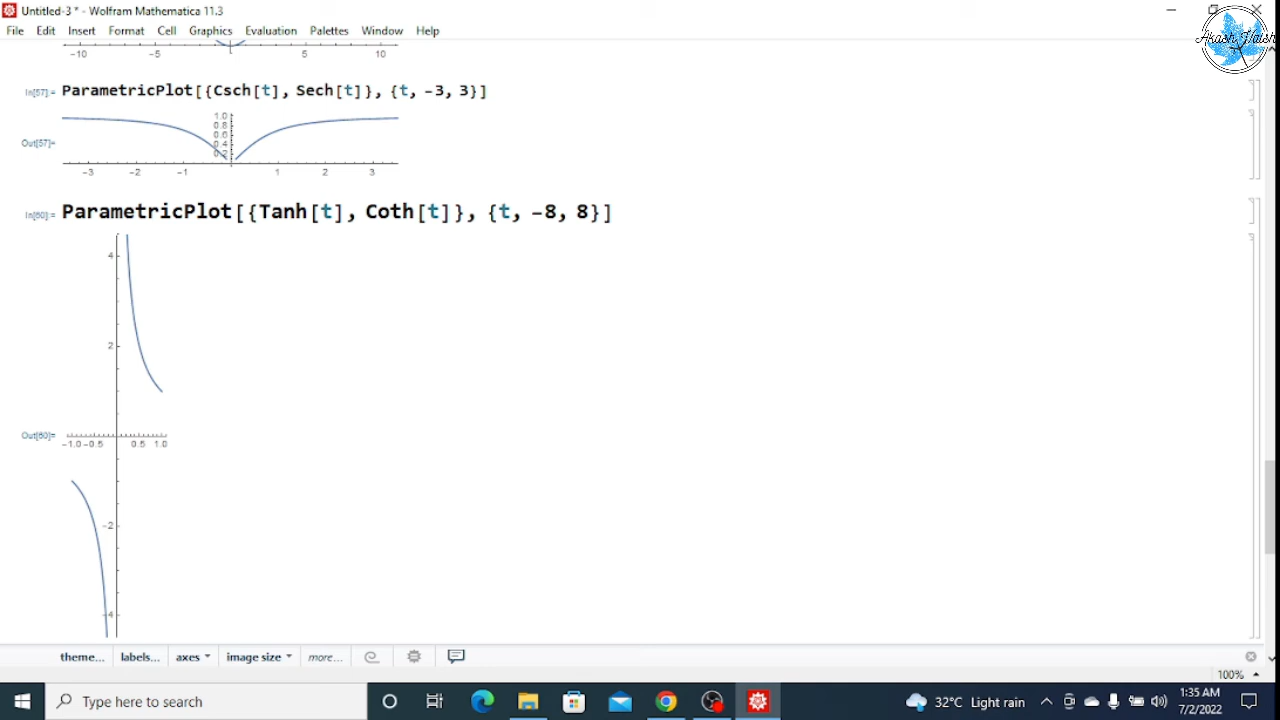 Untitled-3 * - Wolfram Mathematica 11.3
File Edit Insert Format Cell Graphics Evaluation Palettes Window Help
-10 -5 5 10
In[57]:= ParametricPlot[{Csch[t], Sech[t]}, {t, -3, 3}]
1.0
0.8
0.6
0.4
0.2
Out[57]=
-3 -2 -1 1 2 3
In[60]:= ParametricPlot[{Tanh[t], Coth[t]}, {t, -8, 8}]
4
2
Out[60]=
-1.0 -0.5 0.5 1.0
-2
-4
theme... labels... axes image size more...
100%
Type here to search
32°C Light rain
1:35 AM
7/2/2022